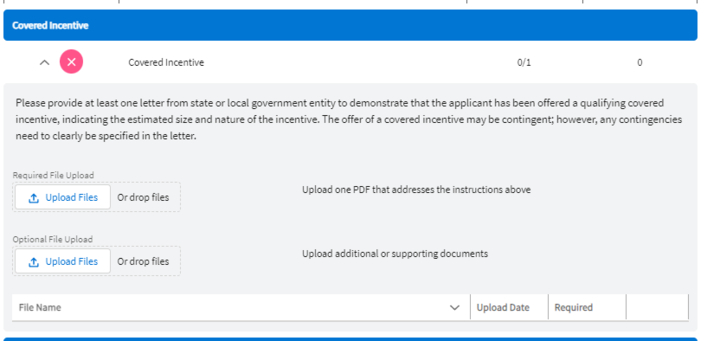 Covered Incentive
Covered Incentive 0/1 0
Please provide at least one letter from state or local government entity to demonstrate that the applicant has been offered a qualifying covered
incentive, indicating the estimated size and nature of the incentive. The offer of a covered incentive may be contingent; however, any contingencies
need to clearly be specified in the letter.
Required File Upload
Upload Files Or drop files Upload one PDF that addresses the instructions above
Optional File Upload
Upload Files Or drop files Upload additional or supporting documents
File Name Upload Date Required